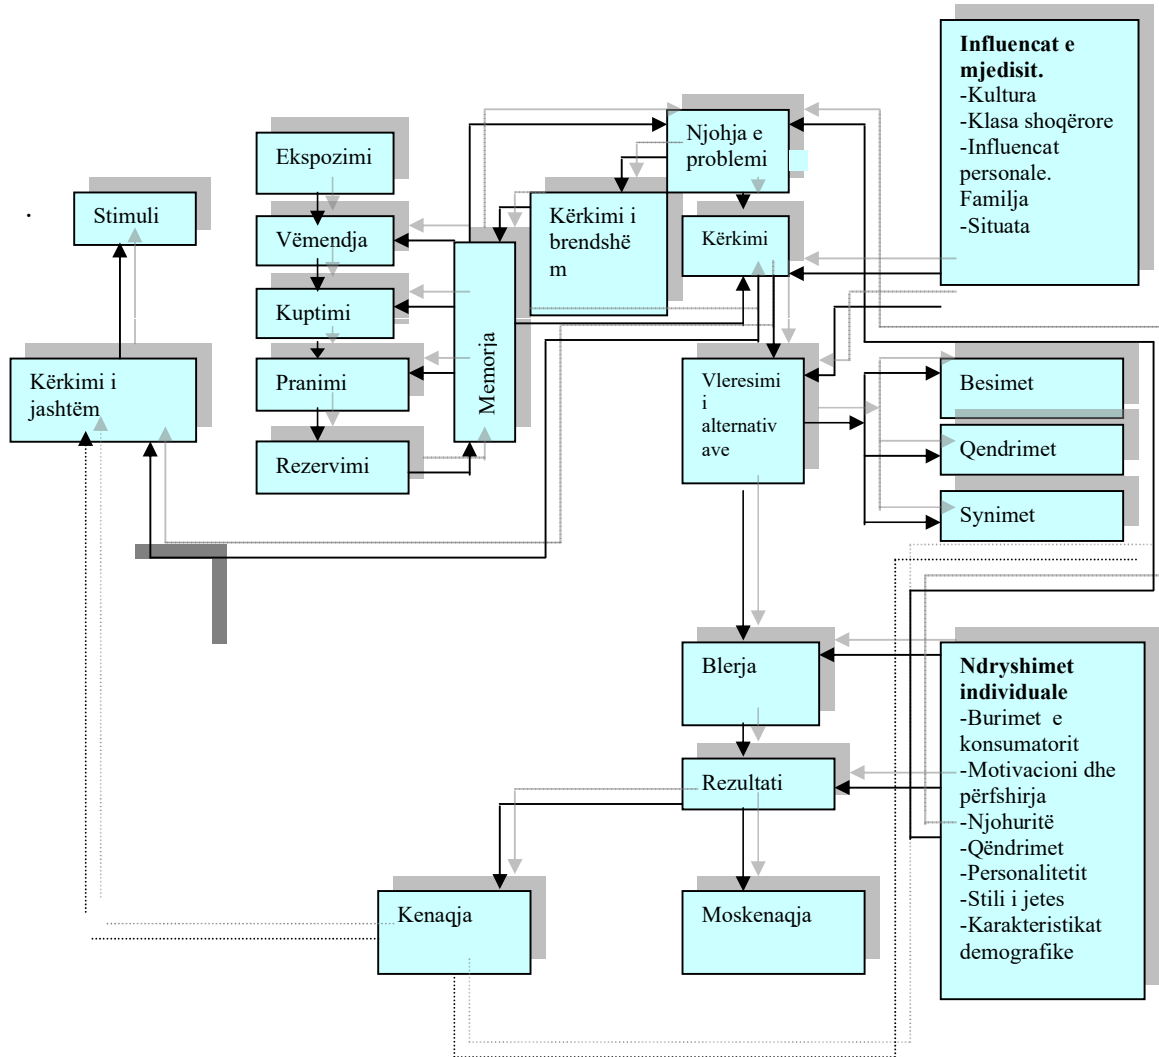 Influencat e
mjedisit.
-Kultura
-Klasa shoqërore
-Influencat
personale.
Familja
-Situata
Njohja e
problemi
Ekspozimi
Stimuli
Vëmendja
Kërkimi i
brendshë
m
Kërkimi
Kuptimi
Memorja
Kërkimi i
jashtëm
Pranimi
Vleresimi
i
alternativ
ave
Besimet
Rezervimi
Qendrimet
Synimet
Blerja
Ndryshimet
individuale
-Burimet e
konsumatorit
-Motivacioni dhe
përfshirja
-Njohuritë
-Qëndrimet
-Personalitetit
-Stili i jetes
-Karakteristikat
demografike
Rezultati
Kenaqja
Moskenaqja